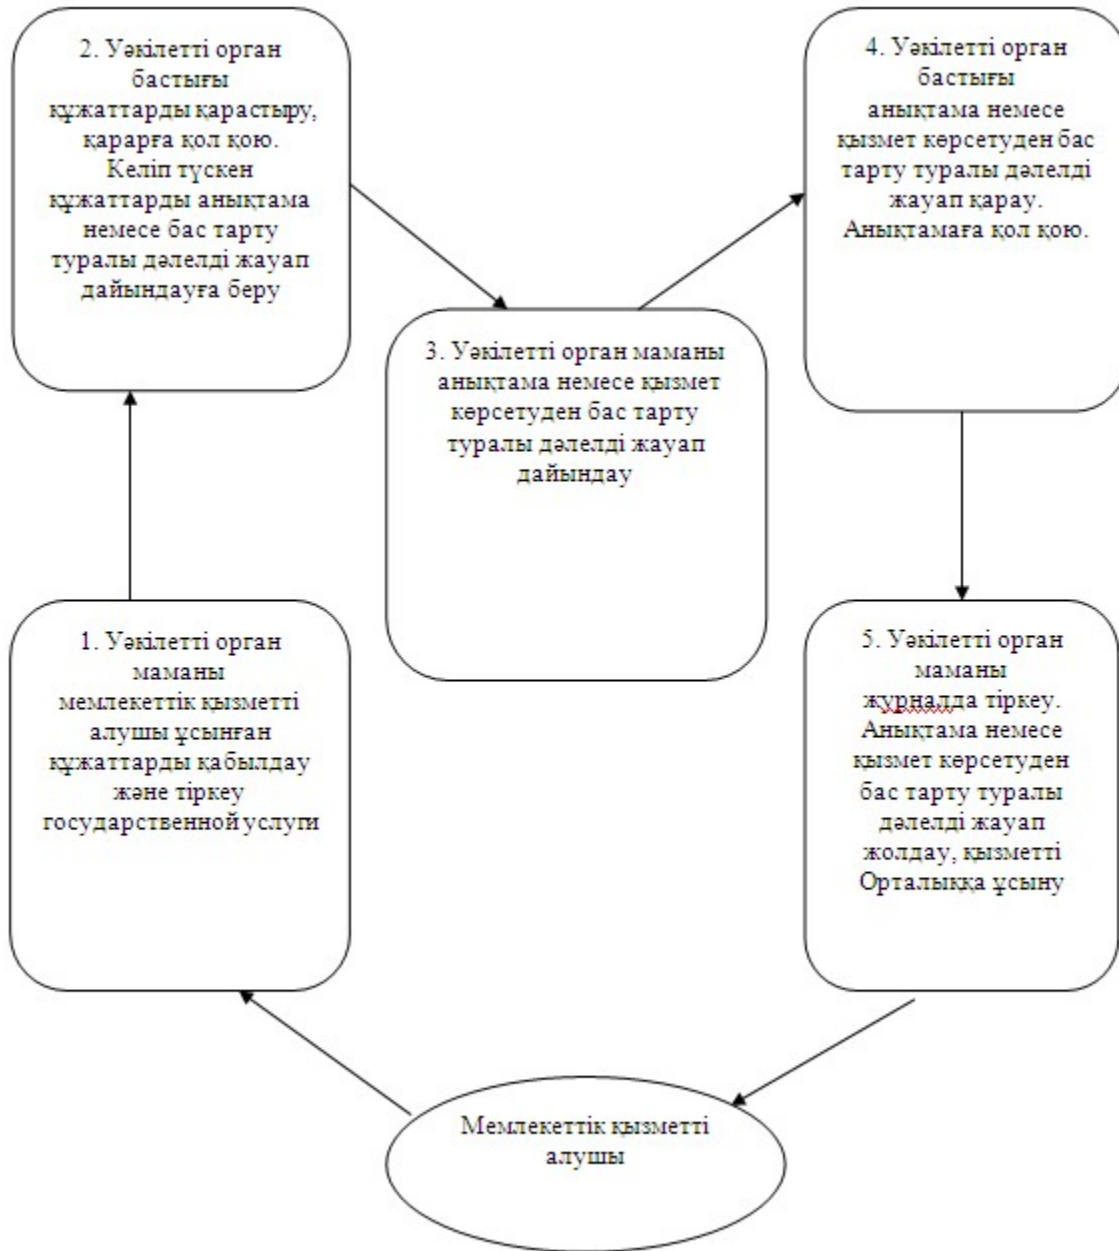 2. Уәкілетті орган
бастығы
құжаттарды қарастыру,
қарарға қол қою.
Келіп түскен
құжаттарды анықтама
немесе бас тарту
туралы дәлелді жауап
дайындауға беру
4. Уәкілетті орган
бастығы
анықтама немесе
қызмет көрсетуден бас
тарту туралы дәлелді
жауап қарау.
Анықтамаға қол қою.
3. Уәкілетті орган маманы
анықтама немесе қызмет
көрсетуден бас тарту
туралы дәлелді жауап
дайындау
1. Уәкілетті орган
маманы
мемлекеттік қызметті
алушы ұсынған
құжаттарды қабылдау
және тіркеу
государственной услуги
5. Уәкілетті орган
маманы
журналда тіркеу.
Анықтама немесе
қызмет көрсетуден
бас тарту туралы
дәлелді жауап
жолдау, қызметті
Орталыққа ұсыну
Мемлекеттік қызметті
алушы